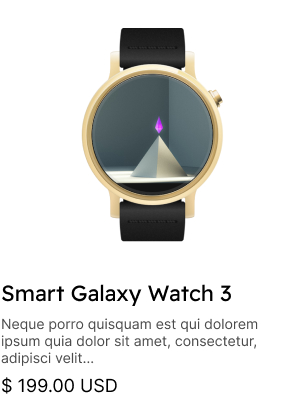 Smart Galaxy Watch 3
Neque porro quisquam est qui dolorem
ipsum quia dolor sit amet, consectetur,
adipisci velit...
$ 199.00 USD